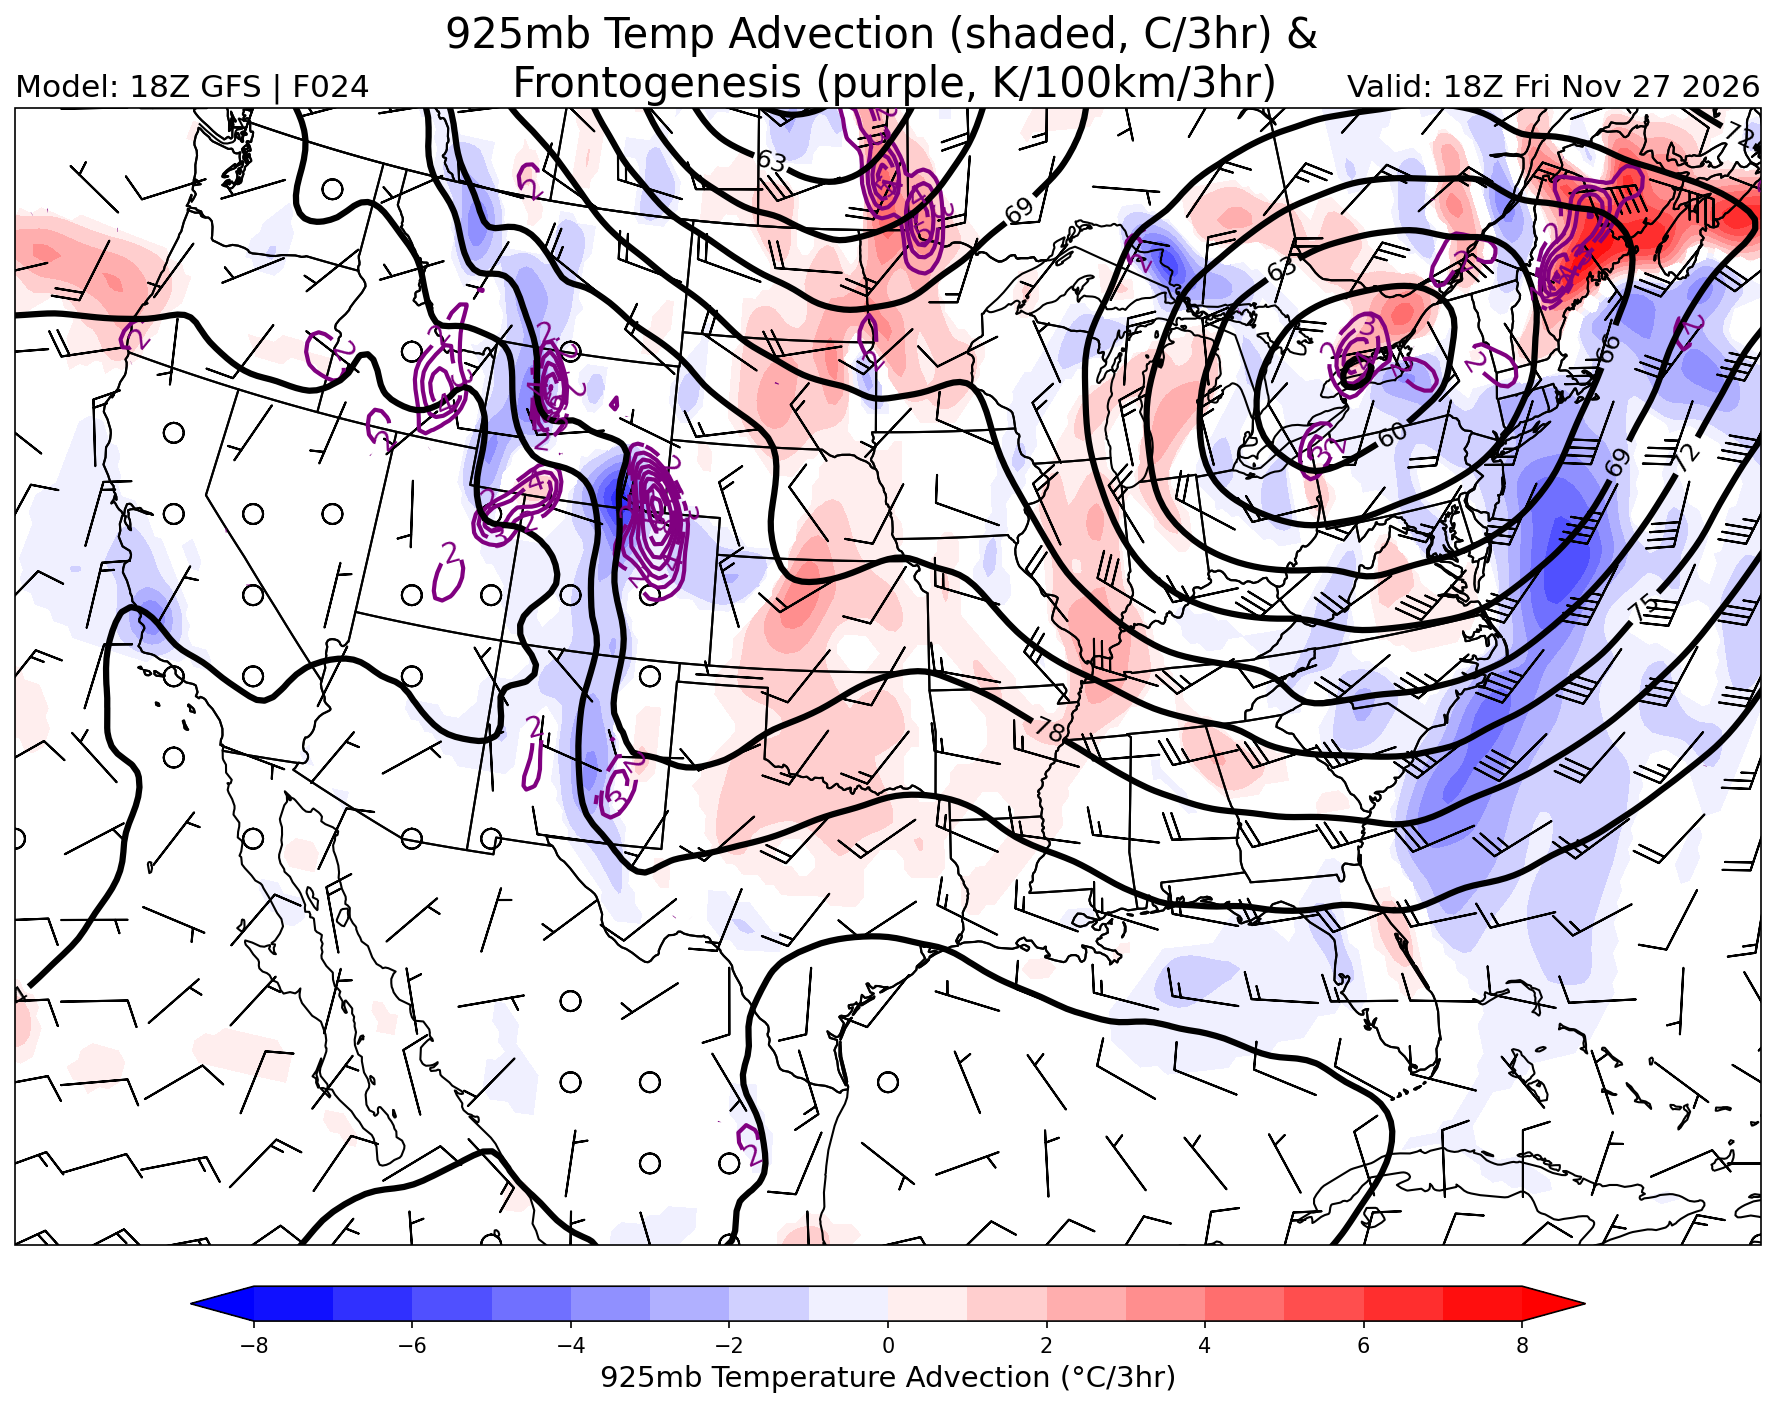 925mb Temp Advection (shaded, C/3hr) &
Frontogenesis (purple, K/100km/3hr)
Model: 18Z GFS | F024
Valid: 18Z Fri Nov 27 2026
63
69
63
60
66
69
72
72
75
78
−8 −6 −4 −2 0 2 4 6 8
925mb Temperature Advection (°C/3hr)